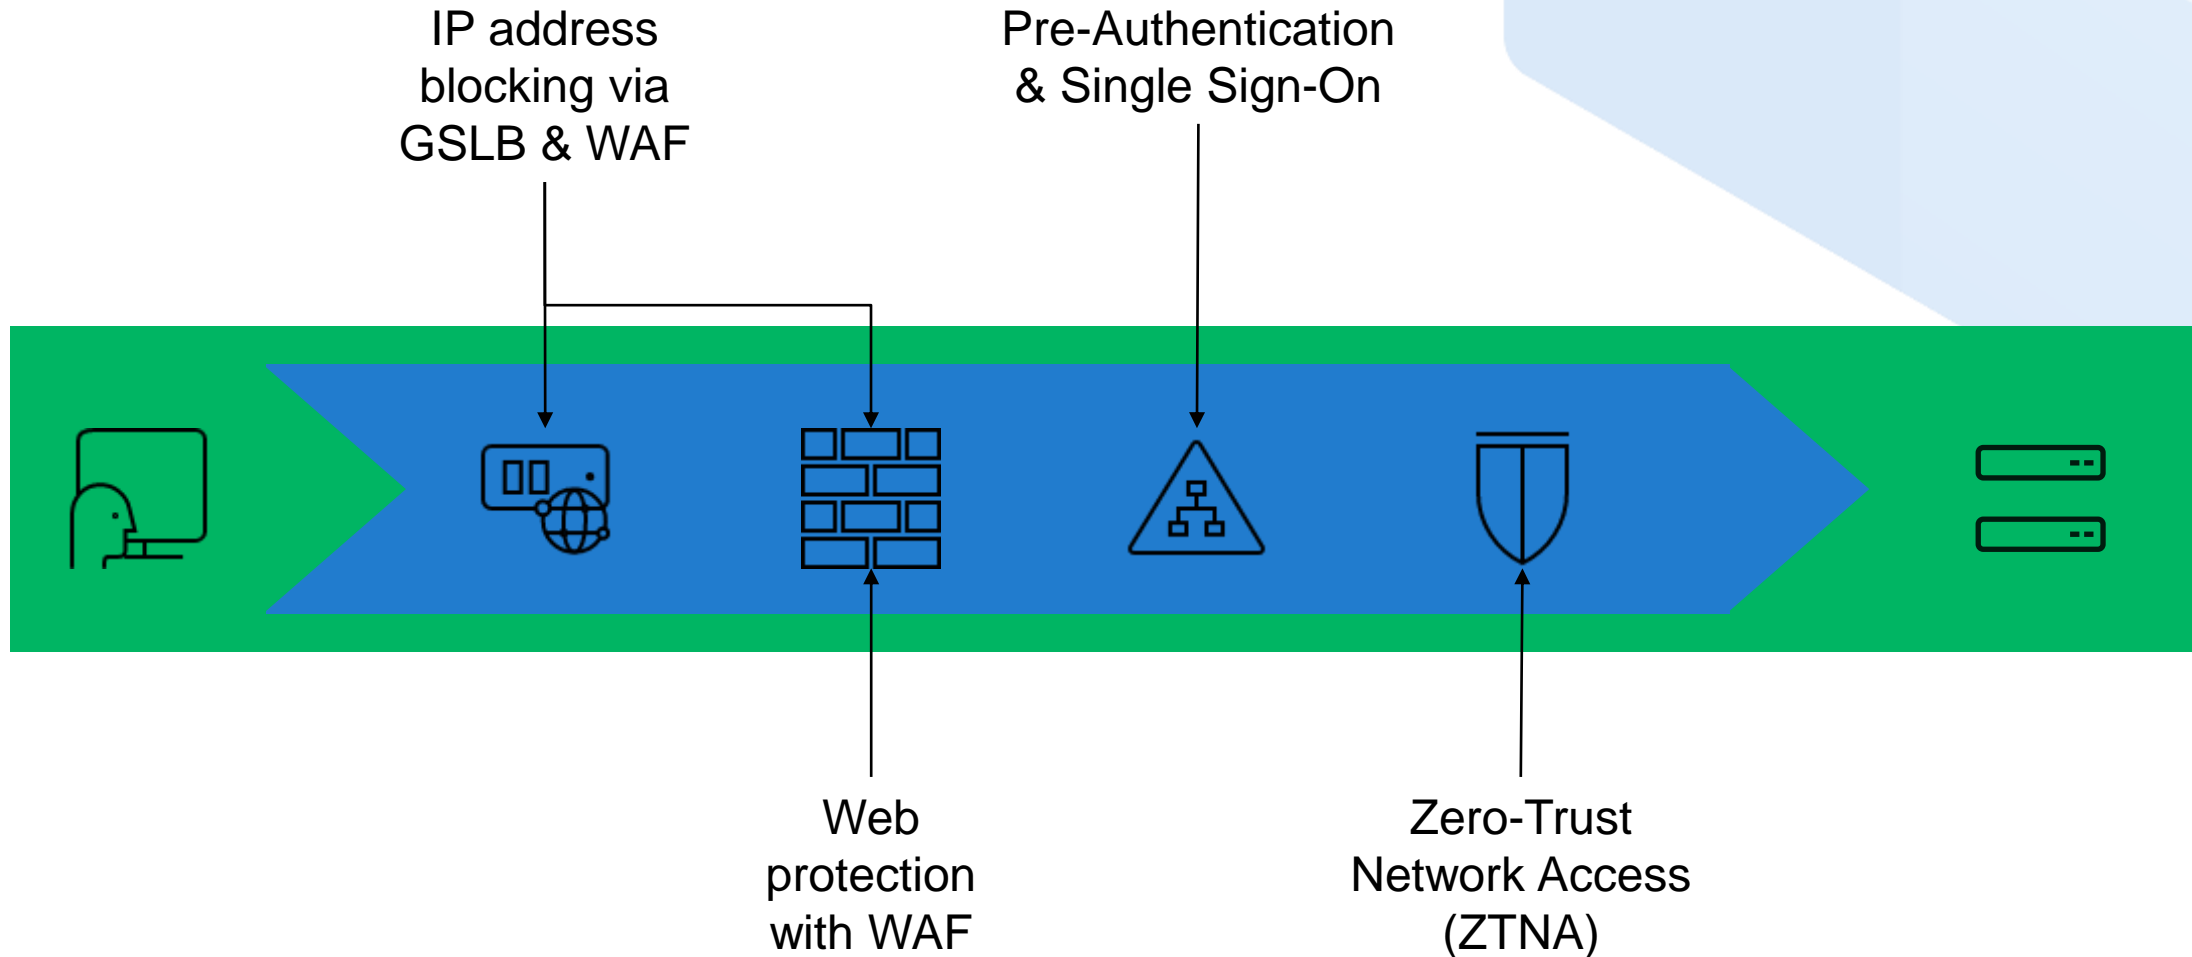 IP address
blocking via
GSLB & WAF
Pre-Authentication
& Single Sign-On
Web
protection
with WAF
Zero-Trust
Network Access
(ZTNA)